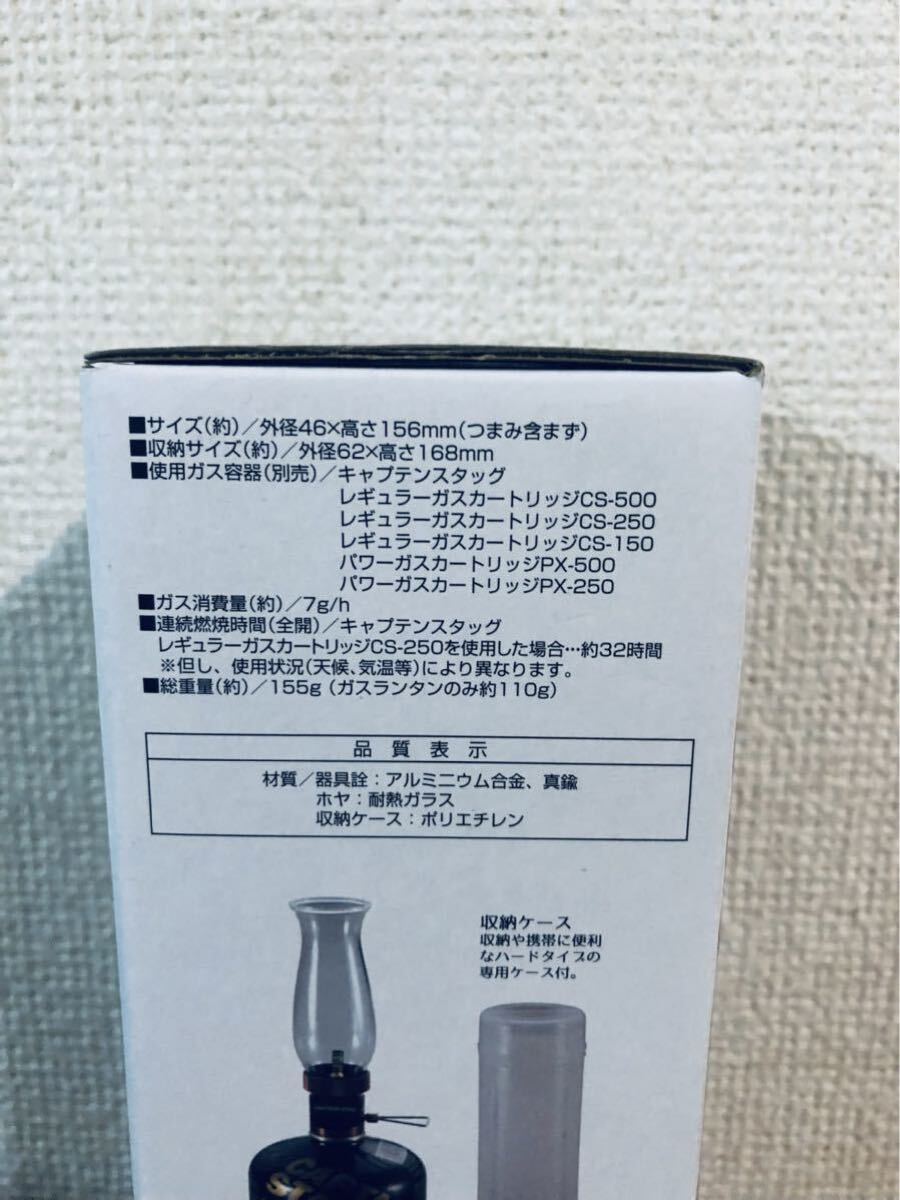 ■サイズ(約)/外径46×高さ156mm(つまみ含まず)
■収納サイズ(約)/外径62×高さ168mm
■使用ガス容器(別売)/キャプテンスタッグ
レギュラーガスカートリッジCS-500
レギュラーガスカートリッジCS-250
レギュラーガスカートリッジCS-150
パワーガスカートリッジPX-500
パワーガスカートリッジPX-250
■ガス消費量(約)/7g/h
■連続燃焼時間(全開)/キャプテンスタッグ
レギュラーガスカートリッジCS-250を使用した場合…約32時間
※但し、使用状況(天候、気温等)により異なります。
■総重量(約)/155g(ガスランタンのみ約110g)
品質表示
材質/器具詮:アルミニウム合金、真鍮
ホヤ:耐熱ガラス
収納ケース:ポリエチレン
収納ケース
収納や携帯に便利
なハードタイプの
専用ケース付。